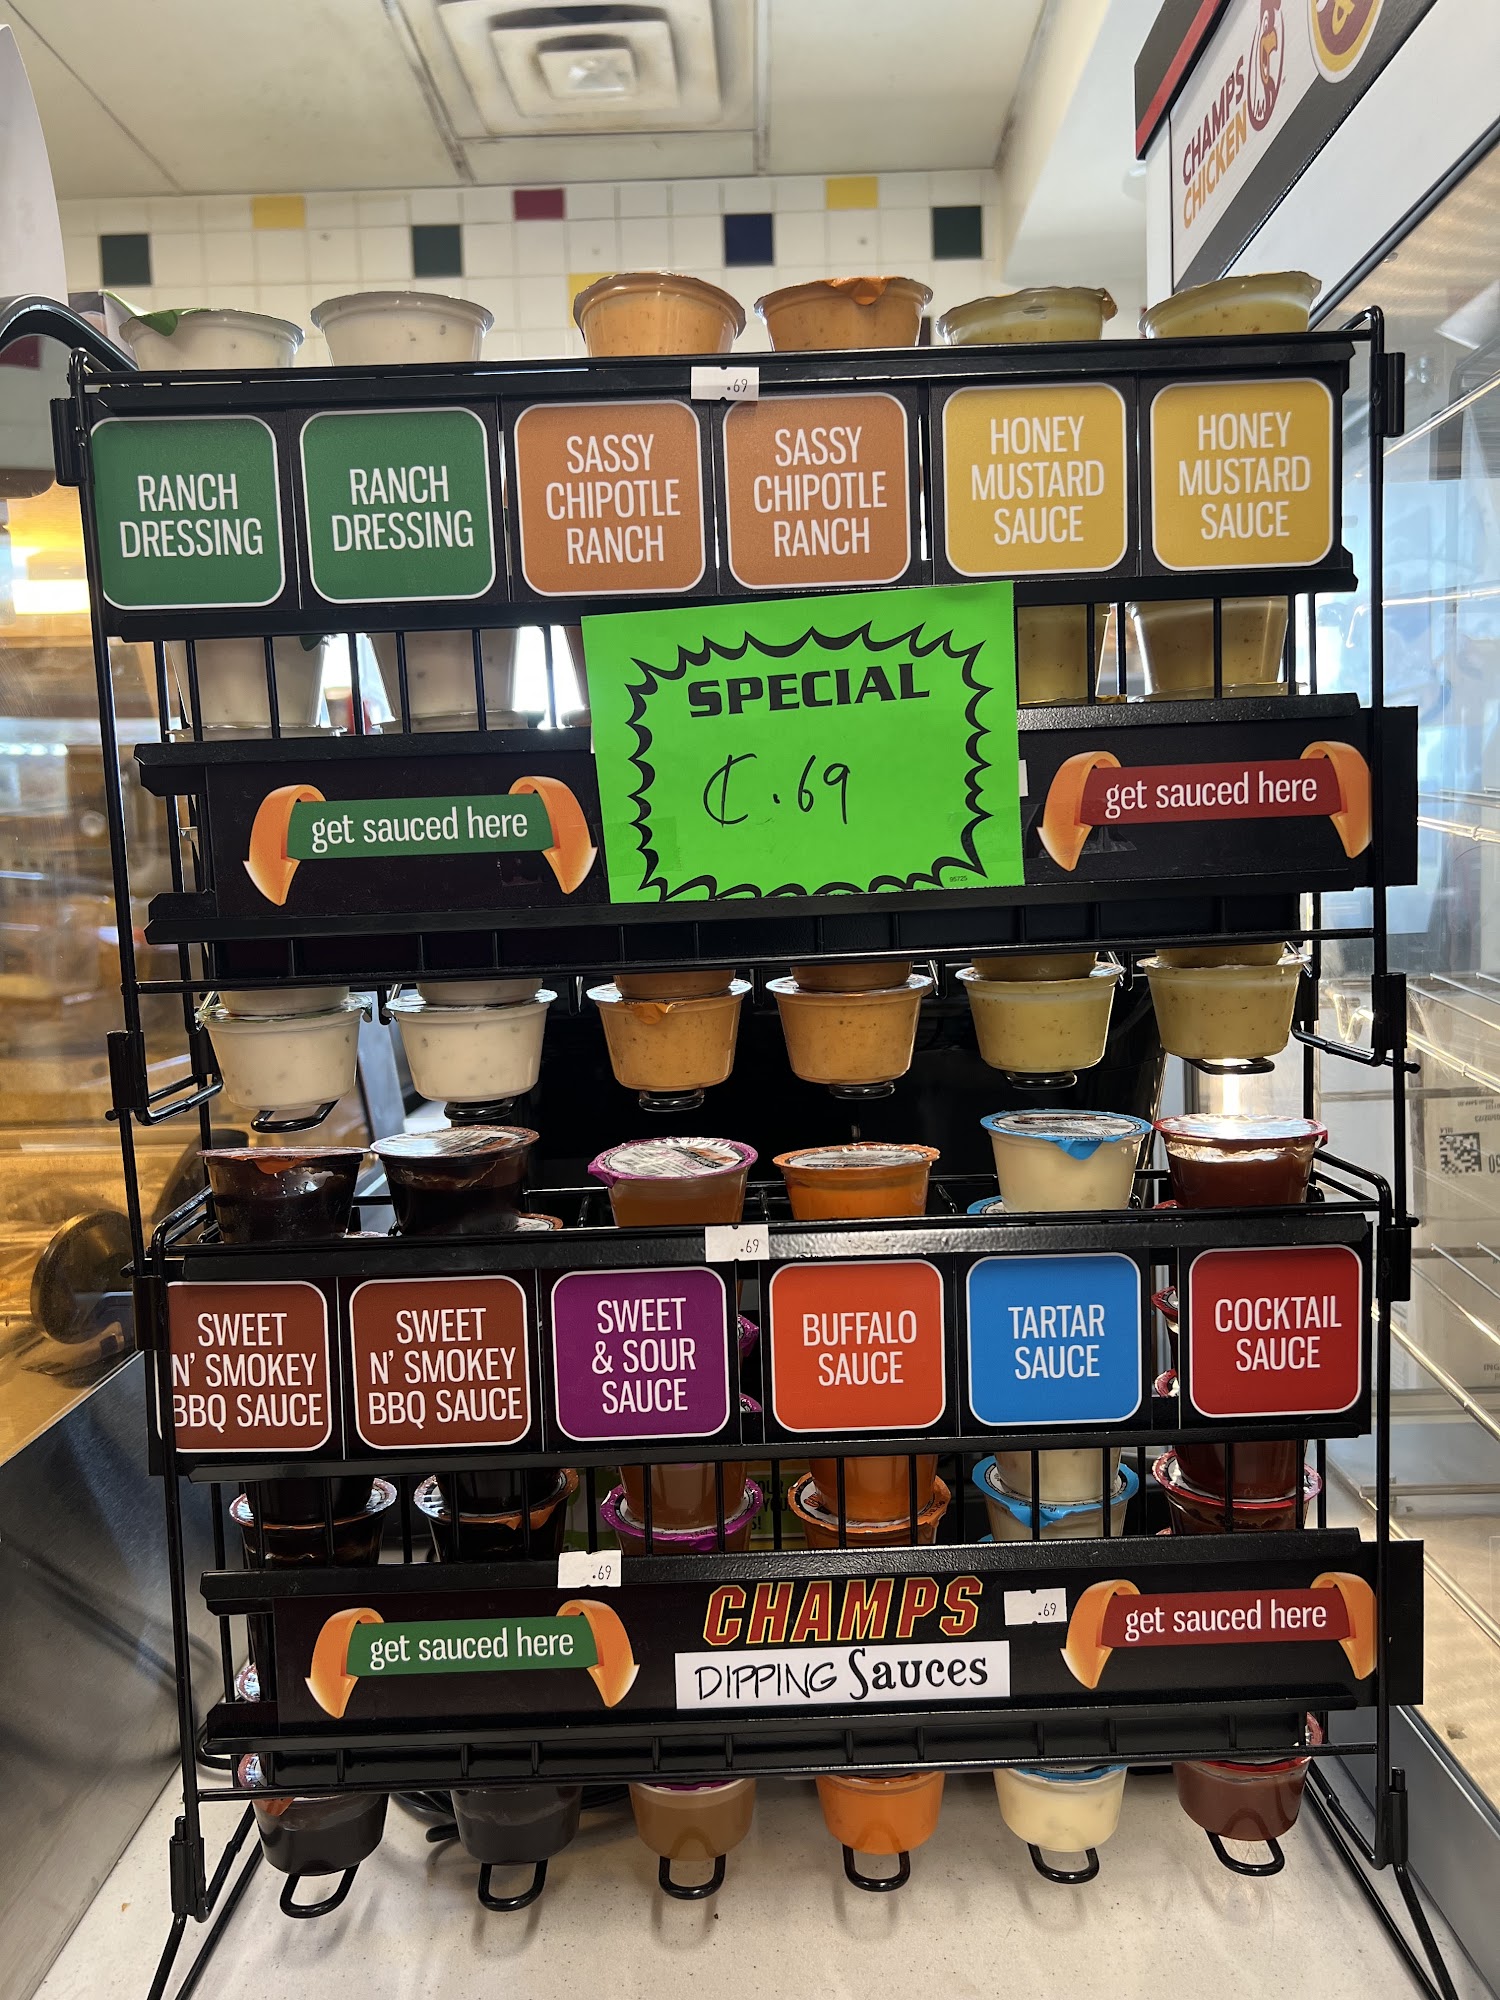 CHAMPS
CHICKEN
.69
RANCH
DRESSING
RANCH
DRESSING
SASSY
CHIPOTLE
RANCH
SASSY
CHIPOTLE
RANCH
HONEY
MUSTARD
SAUCE
HONEY
MUSTARD
SAUCE
SPECIAL
₵.69
get sauced here
get sauced here
.69
SWEET
N' SMOKEY
BBQ SAUCE
SWEET
N' SMOKEY
BBQ SAUCE
SWEET
& SOUR
SAUCE
BUFFALO
SAUCE
TARTAR
SAUCE
COCKTAIL
SAUCE
.69
CHAMPS
.69
get sauced here
DIPPING Sauces
get sauced here